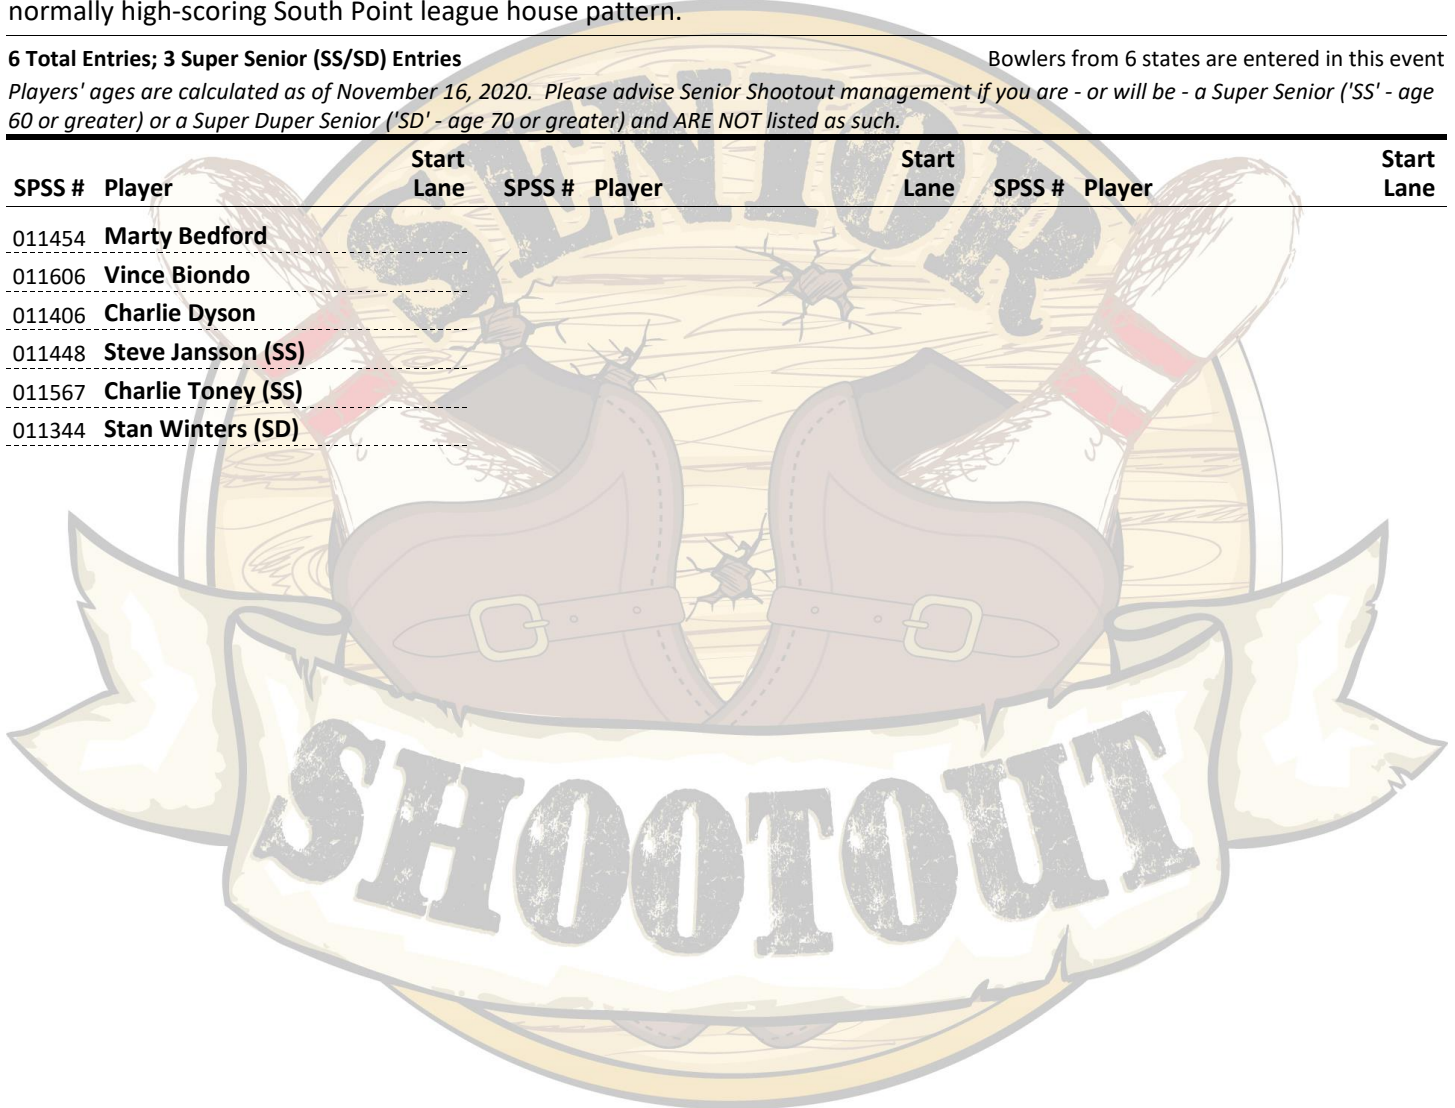 normally high-scoring South Point league house pattern.
6 Total Entries; 3 Super Senior (SS/SD) Entries
Bowlers from 6 states are entered in this event
Players' ages are calculated as of November 16, 2020.  Please advise Senior Shootout management if you are - or will be - a Super Senior ('SS' - age
60 or greater) or a Super Duper Senior ('SD' - age 70 or greater) and ARE NOT listed as such.
Start Start Start
SPSS # Player Lane SPSS # Player Lane SPSS # Player Lane
011454 Marty Bedford
011606 Vince Biondo
011406 Charlie Dyson
011448 Steve Jansson (SS)
011567 Charlie Toney (SS)
011344 Stan Winters (SD)
SENIOR
SHOOTOUT